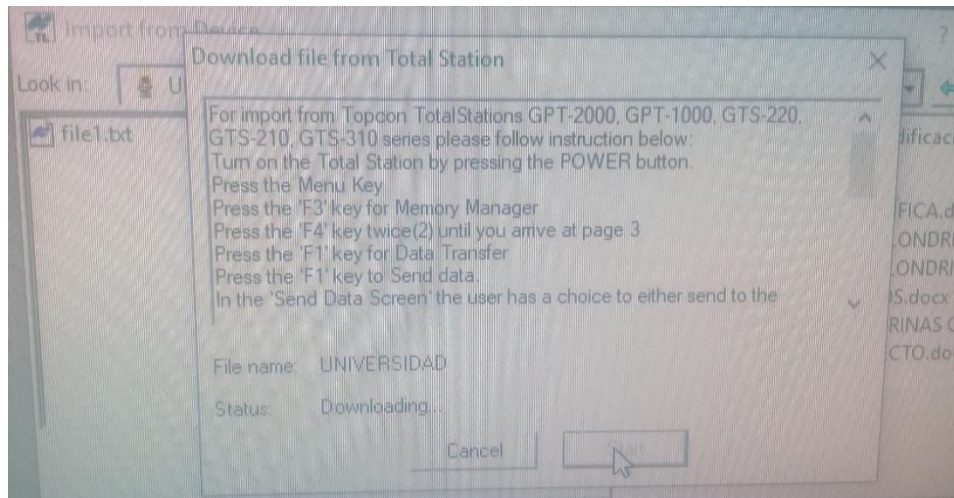 Import from Device
?
Look in:
U
Download file from Total Station
file1.txt
For import from Topcon TotalStations GPT-2000, GPT-1000, GTS-220,
GTS-210, GTS-310 series please follow instruction below:
Turn on the Total Station by pressing the POWER button.
Press the Menu Key
Press the 'F3' key for Memory Manager
Press the 'F4' key twice(2) until you arrive at page 3
Press the 'F1' key for Data Transfer
Press the 'F1' key to Send data.
In the 'Send Data Screen' the user has a choice to either send to the
File name: UNIVERSIDAD
Status: Downloading...
Cancel
Start
dificac
FICA.d
ONDRI
ONDRI
S.docx
RINAS C
CTO.do